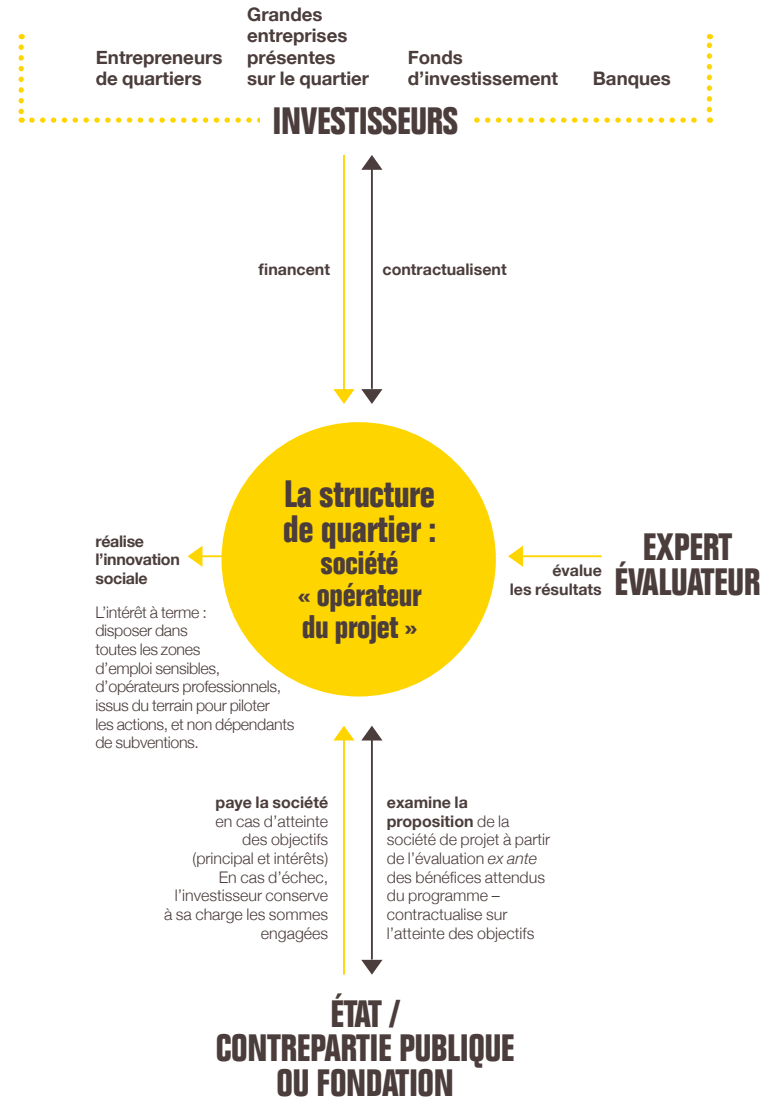 Entrepreneurs
de quartiers
Grandes
entreprises
présentes
sur le quartier
Fonds
d’investissement
Banques
INVESTISSEURS
financent
contractualisent
La structure
de quartier :
société
« opérateur
du projet »
réalise
l’innovation
sociale
L’intérêt à terme :
disposer dans
toutes les zones
d’emploi sensibles,
d’opérateurs professionnels,
issus du terrain pour piloter
les actions, et non dépendants
de subventions.
évalue
les résultats
EXPERT
ÉVALUATEUR
paye la société
en cas d’atteinte
des objectifs
(principal et intérêts)
En cas d’échec,
l’investisseur conserve
à sa charge les sommes
engagées
examine la
proposition de la
société de projet à partir
de l’évaluation ex ante
des bénéfices attendus
du programme –
contractualise sur
l’atteinte des objectifs
ÉTAT /
CONTREPARTIE PUBLIQUE
OU FONDATION